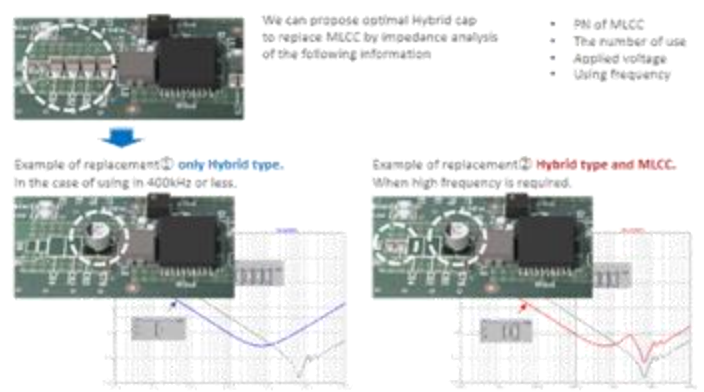 We can propose optimal Hybrid cap
to replace MLCC by impedance analysis
of the following information
• PN of MLCC
• The number of use
• Applied voltage
• Using frequency
Example of replacement① only Hybrid type.
In the case of using in 400kHz or less.
Example of replacement② Hybrid type and MLCC.
When high frequency is required.